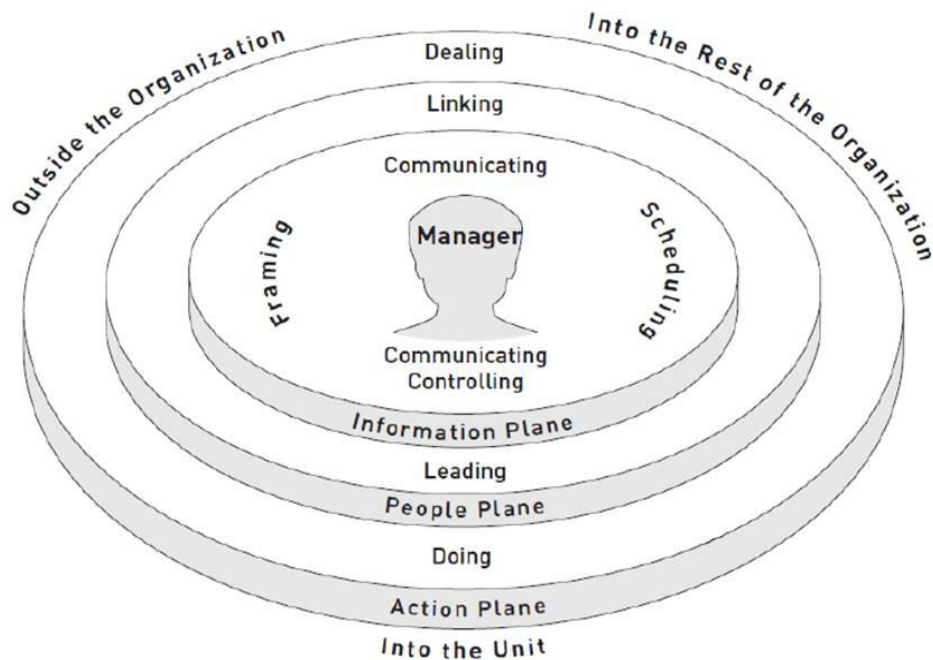 Outside the Organization
Into the Rest of the Organization
Dealing
Linking
Communicating
Framing
Manager
Scheduling
Communicating
Controlling
Information Plane
Leading
People Plane
Doing
Action Plane
Into the Unit